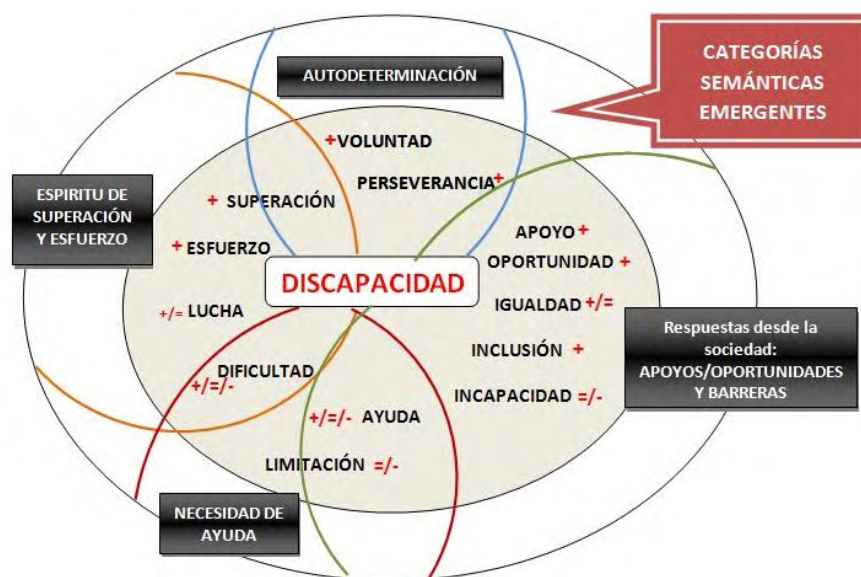 AUTODETERMINACIÓN
CATEGORÍAS
SEMÁNTICAS
EMERGENTES
+VOLUNTAD
PERSEVERANCIA+
ESPIRITU DE
SUPERACIÓN
Y ESFUERZO
+ SUPERACIÓN
+ ESFUERZO
APOYO +
OPORTUNIDAD +
DISCAPACIDAD
+/= LUCHA
IGUALDAD +/=
INCLUSIÓN +
INCAPACIDAD =/-
Respuestas desde la
sociedad:
APOYOS/OPORTUNIDADES
Y BARRERAS
DIFICULTAD
+/=/-
+/=/- AYUDA
LIMITACIÓN =/-
NECESIDAD DE
AYUDA